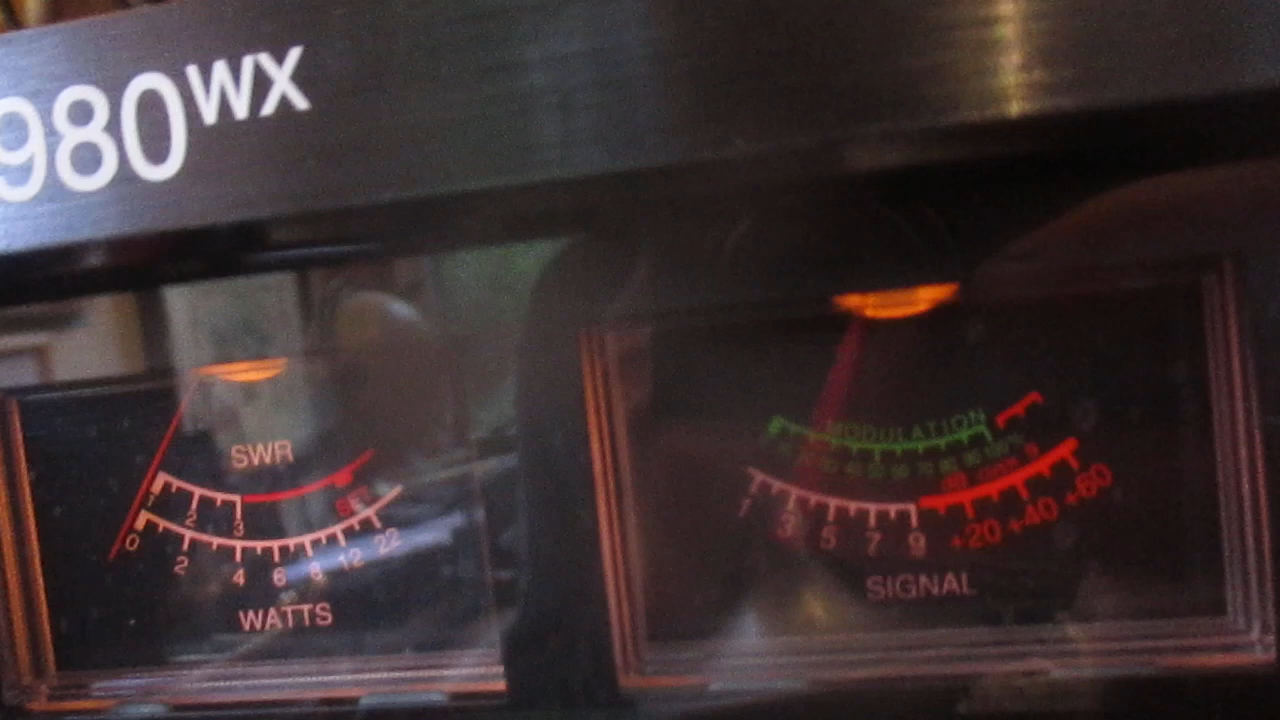 980WX
SWR
1 2 3 SET
0 2 4 6 8 12 22
WATTS
MODULATION
1 3 5 7 9 +20 +40 +60
SIGNAL